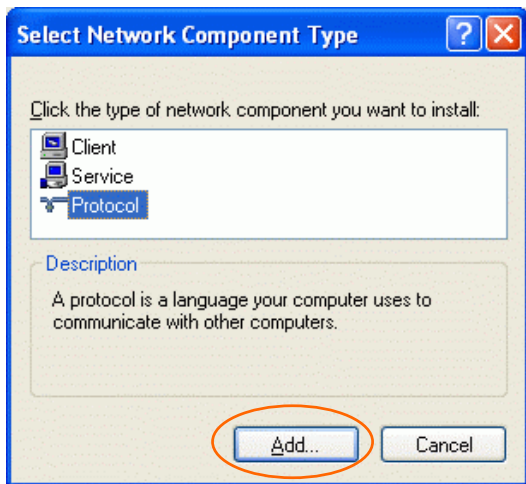 Select Network Component Type
Click the type of network component you want to install:
Client
Service
Protocol
Description
A protocol is a language your computer uses to
communicate with other computers.
Add...
Cancel